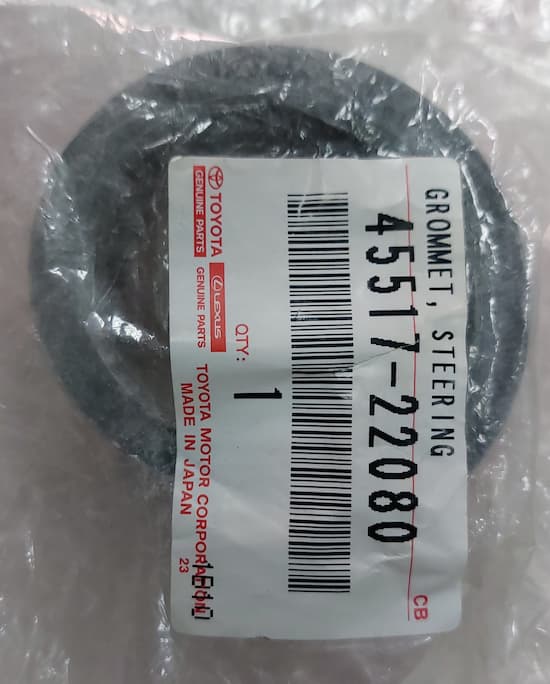 GROMMET, STEERING
45517-22080
CB
QTY:
1
TOYOTA
GENUINE PARTS
LEXUS
GENUINE PARTS
TOYOTA MOTOR CORPORATION
MADE IN JAPAN
23